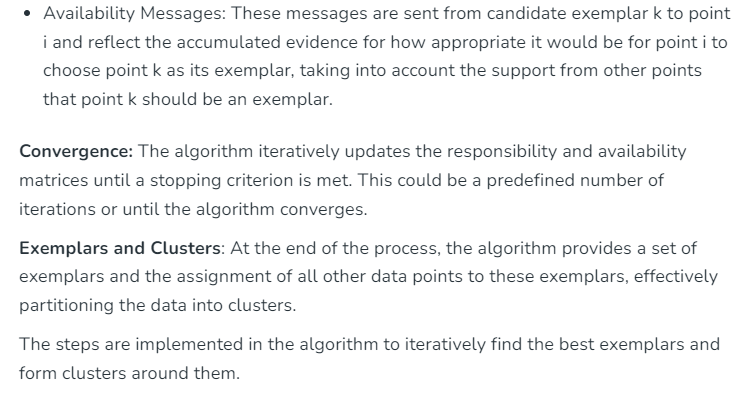 • Availability Messages: These messages are sent from candidate exemplar k to point
i and reflect the accumulated evidence for how appropriate it would be for point i to
choose point k as its exemplar, taking into account the support from other points
that point k should be an exemplar.
Convergence: The algorithm iteratively updates the responsibility and availability
matrices until a stopping criterion is met. This could be a predefined number of
iterations or until the algorithm converges.
Exemplars and Clusters: At the end of the process, the algorithm provides a set of
exemplars and the assignment of all other data points to these exemplars, effectively
partitioning the data into clusters.
The steps are implemented in the algorithm to iteratively find the best exemplars and
form clusters around them.